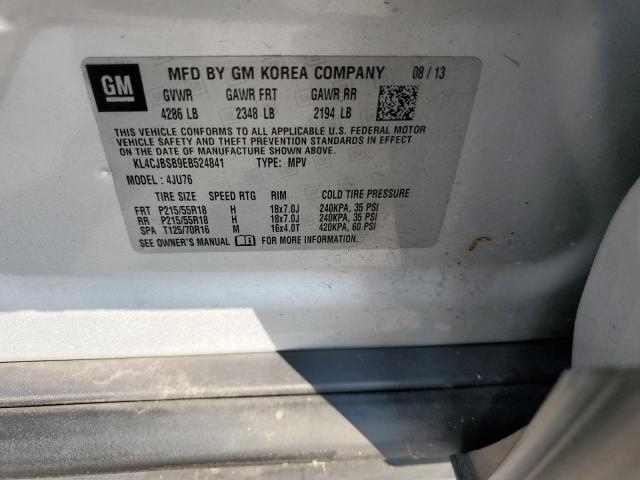 GM MFD BY GM KOREA COMPANY 08 / 13
GVWR GAWR FRT GAWR RR
4286 LB 2348 LB 2194 LB
THIS VEHICLE CONFORMS TO ALL APPLICABLE U.S. FEDERAL MOTOR
VEHICLE SAFETY AND THEFT PREVENTION STANDARDS IN EFFECT
ON THE DATE OF MANUFACTURE SHOWN ABOVE.
KL4CJBSB9EB524841 TYPE: MPV
MODEL: 4JU76
TIRE SIZE SPEED RTG RIM COLD TIRE PRESSURE
FRT P215/55R18 H 18x7.0J 240KPA, 35 PSI
RR P215/55R18 H 18x7.0J 240KPA, 35 PSI
SPA T125/70R16 M 16x4.0T 420KPA, 60 PSI
SEE OWNER'S MANUAL FOR MORE INFORMATION.